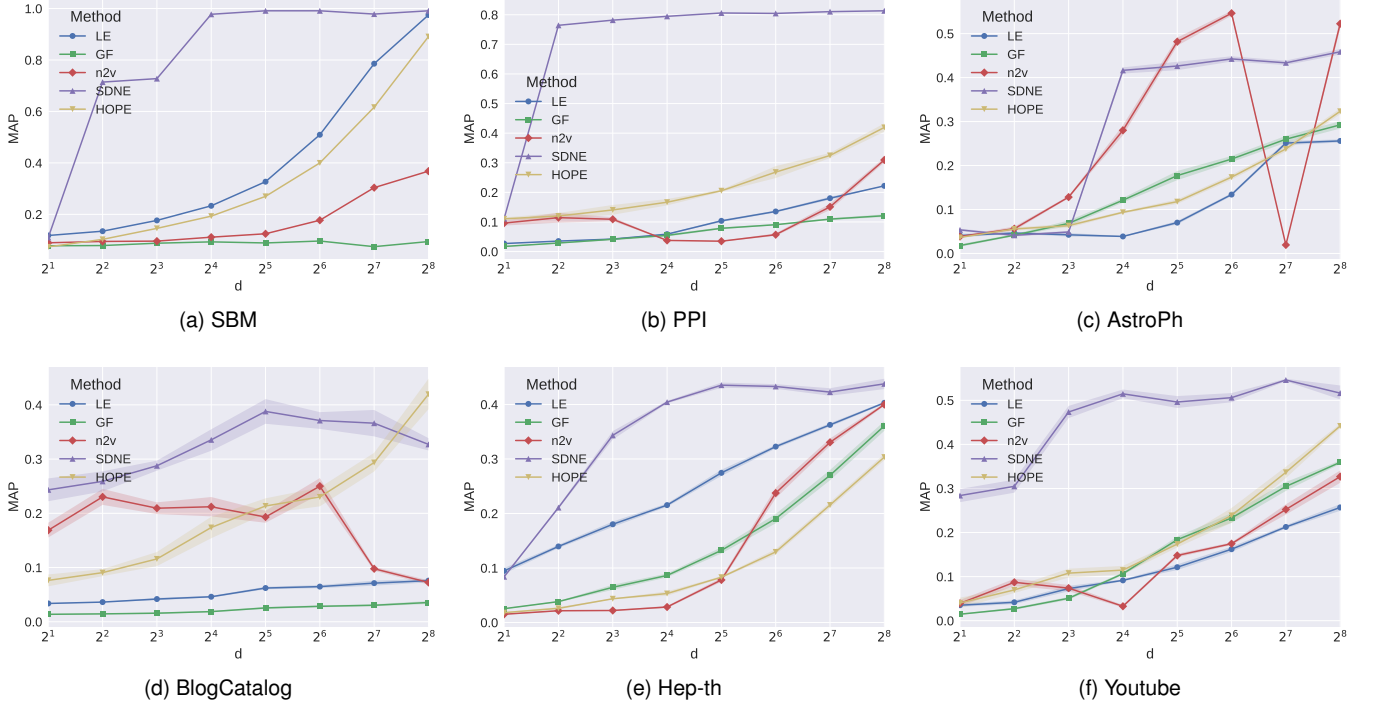 1.0
0.8
0.6
0.4
0.2
MAP
Method
LE
GF
n2v
SDNE
HOPE
2^1 2^2 2^3 2^4 2^5 2^6 2^7 2^8
d
(a) SBM
0.8
0.7
0.6
0.5
0.4
0.3
0.2
0.1
0.0
MAP
Method
LE
GF
n2v
SDNE
HOPE
2^1 2^2 2^3 2^4 2^5 2^6 2^7 2^8
d
(b) PPI
0.5
0.4
0.3
0.2
0.1
0.0
MAP
Method
LE
GF
n2v
SDNE
HOPE
2^1 2^2 2^3 2^4 2^5 2^6 2^7 2^8
d
(c) AstroPh
0.4
0.3
0.2
0.1
0.0
MAP
Method
LE
GF
n2v
SDNE
HOPE
2^1 2^2 2^3 2^4 2^5 2^6 2^7 2^8
d
(d) BlogCatalog
0.4
0.3
0.2
0.1
0.0
MAP
Method
LE
GF
n2v
SDNE
HOPE
2^1 2^2 2^3 2^4 2^5 2^6 2^7 2^8
d
(e) Hep-th
0.5
0.4
0.3
0.2
0.1
0.0
MAP
Method
LE
GF
n2v
SDNE
HOPE
2^1 2^2 2^3 2^4 2^5 2^6 2^7 2^8
d
(f) Youtube